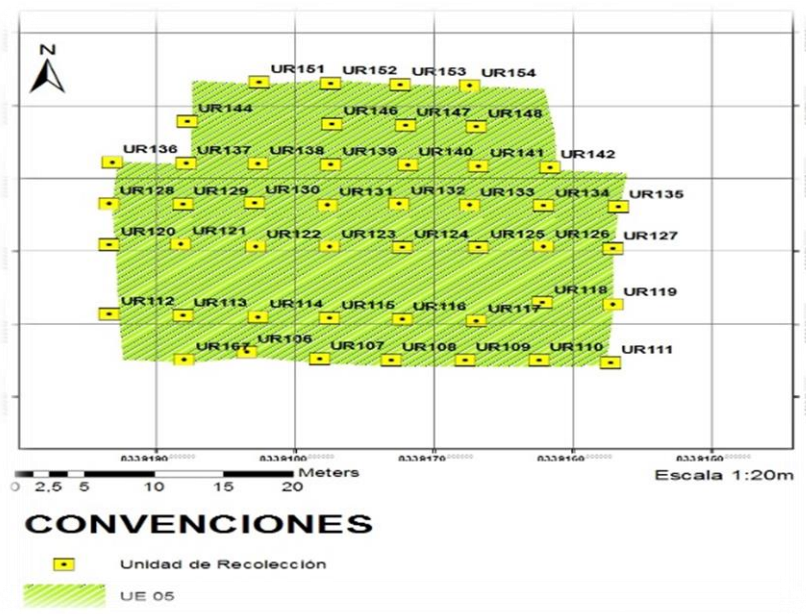 N
UR151 UR152 UR153 UR154
UR144 UR146 UR147 UR148
UR136 UR137 UR138 UR139 UR140 UR141 UR142
UR128 UR129 UR130 UR131 UR132 UR133 UR134 UR135
UR120 UR121 UR122 UR123 UR124 UR125 UR126 UR127
UR112 UR113 UR114 UR115 UR116 UR117 UR118 UR119
UR167 UR106 UR107 UR108 UR109 UR110 UR111
Meters
0 2,5 5 10 15 20
Escala 1:20m
CONVENCIONES
Unidad de Recolección
UE 05